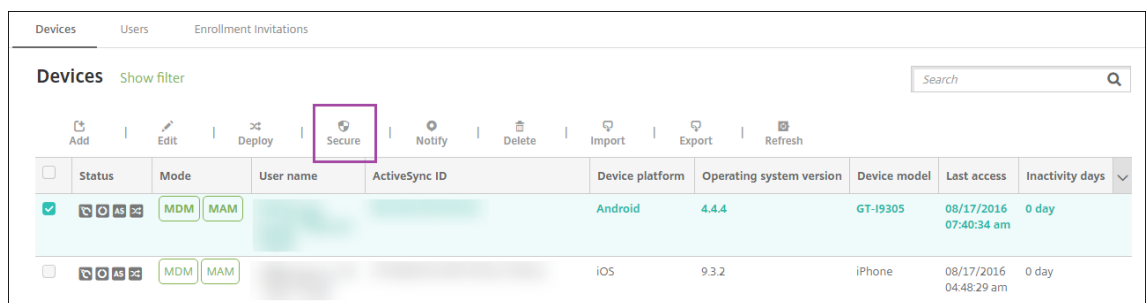 Devices Users Enrollment Invitations
Devices Show filter
Search
Add | Edit | Deploy | Secure | Notify | Delete | Import | Export | Refresh
Status Mode User name ActiveSync ID Device platform Operating system version Device model Last access Inactivity days
AS MDM MAM Android 4.4.4 GT-I9305 08/17/2016 0 day
07:40:34 am
AS MDM MAM iOS 9.3.2 iPhone 08/17/2016 0 day
04:48:29 am